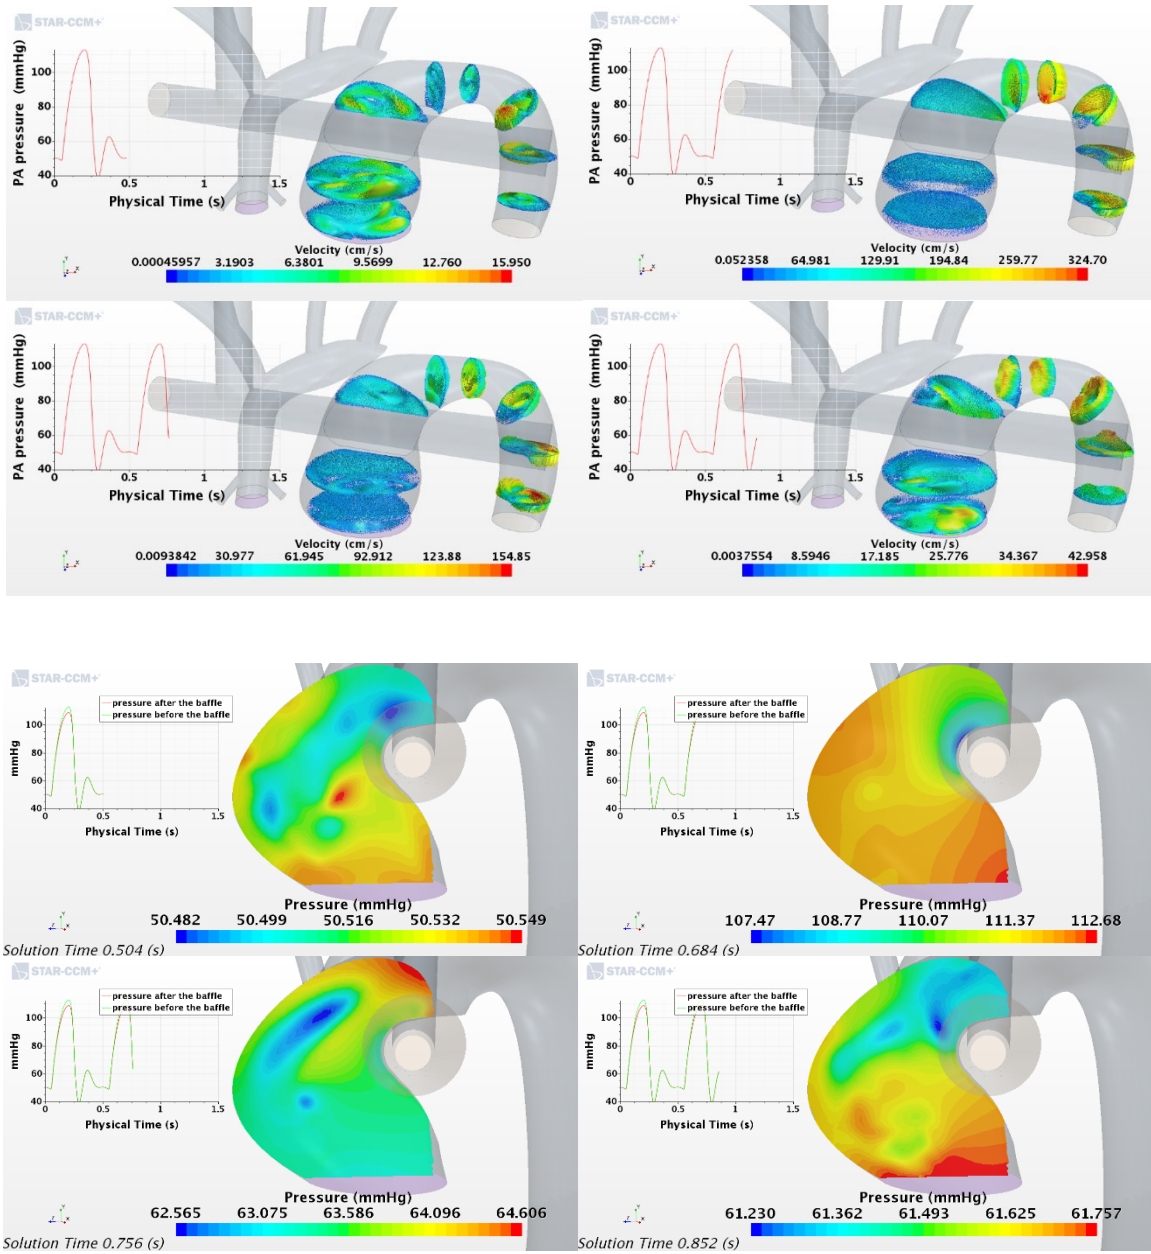 STAR-CCM+
PA pressure (mmHg)
100
80
60
40
0
0.5
1
1.5
Physical Time (s)
Velocity (cm/s)
0.00045957 3.1903 6.3801 9.5699 12.760 15.950
STAR-CCM+
PA pressure (mmHg)
100
80
60
40
0
0.5
1
1.5
Physical Time (s)
Velocity (cm/s)
0.052358 64.981 129.91 194.84 259.77 324.70
STAR-CCM+
PA pressure (mmHg)
100
80
60
40
0
0.5
1
1.5
Physical Time (s)
Velocity (cm/s)
0.0093842 30.977 61.945 92.912 123.88 154.85
STAR-CCM+
PA pressure (mmHg)
100
80
60
40
0
0.5
1
1.5
Physical Time (s)
Velocity (cm/s)
0.0037554 8.5946 17.185 25.776 34.367 42.958
STAR-CCM+
pressure after the baffle
pressure before the baffle
mmHg
100
80
60
40
0 0.5 1 1.5
Physical Time (s)
Pressure (mmHg)
50.482 50.499 50.516 50.532 50.549
Solution Time 0.504 (s)
STAR-CCM+
pressure after the baffle
pressure before the baffle
mmHg
100
80
60
40
0 0.5 1 1.5
Physical Time (s)
Pressure (mmHg)
107.47 108.77 110.07 111.37 112.68
Solution Time 0.684 (s)
STAR-CCM+
pressure after the baffle
pressure before the baffle
mmHg
100
80
60
40
0 0.5 1 1.5
Physical Time (s)
Pressure (mmHg)
62.565 63.075 63.586 64.096 64.606
Solution Time 0.756 (s)
STAR-CCM+
pressure after the baffle
pressure before the baffle
mmHg
100
80
60
40
0 0.5 1 1.5
Physical Time (s)
Pressure (mmHg)
61.230 61.362 61.493 61.625 61.757
Solution Time 0.852 (s)